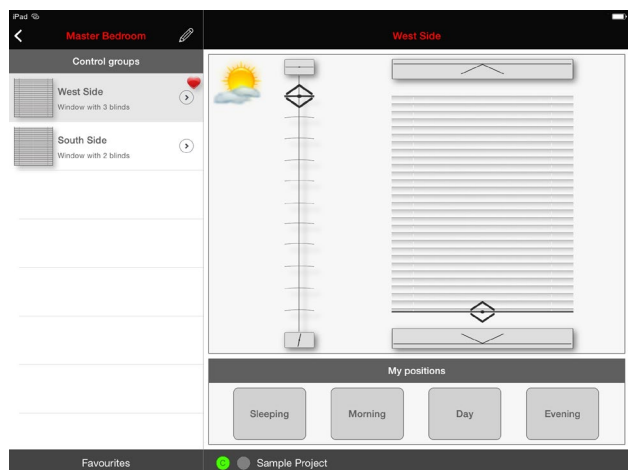 iPad
Master Bedroom
West Side
Control groups
West Side
Window with 3 blinds
South Side
Window with 2 blinds
My positions
Sleeping
Morning
Day
Evening
Favourites
C
Sample Project